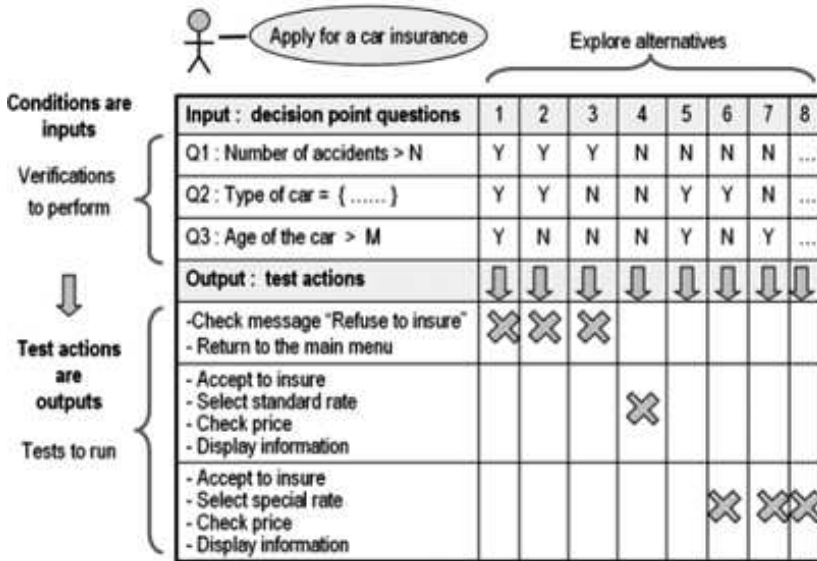 Apply for a car insurance
Explore alternatives
Conditions are
inputs
Verifications
to perform
Test actions
are
outputs
Tests to run
Input : decision point questions 1 2 3 4 5 6 7 8
Q1 : Number of accidents > N Y Y Y N N N N ...
Q2 : Type of car = { ...... } Y Y N N Y Y N ...
Q3 : Age of the car > M Y N N N Y N Y ...
Output : test actions
-Check message "Refuse to insure"
- Return to the main menu
- Accept to insure
- Select standard rate
- Check price
- Display information
- Accept to insure
- Select special rate
- Check price
- Display information